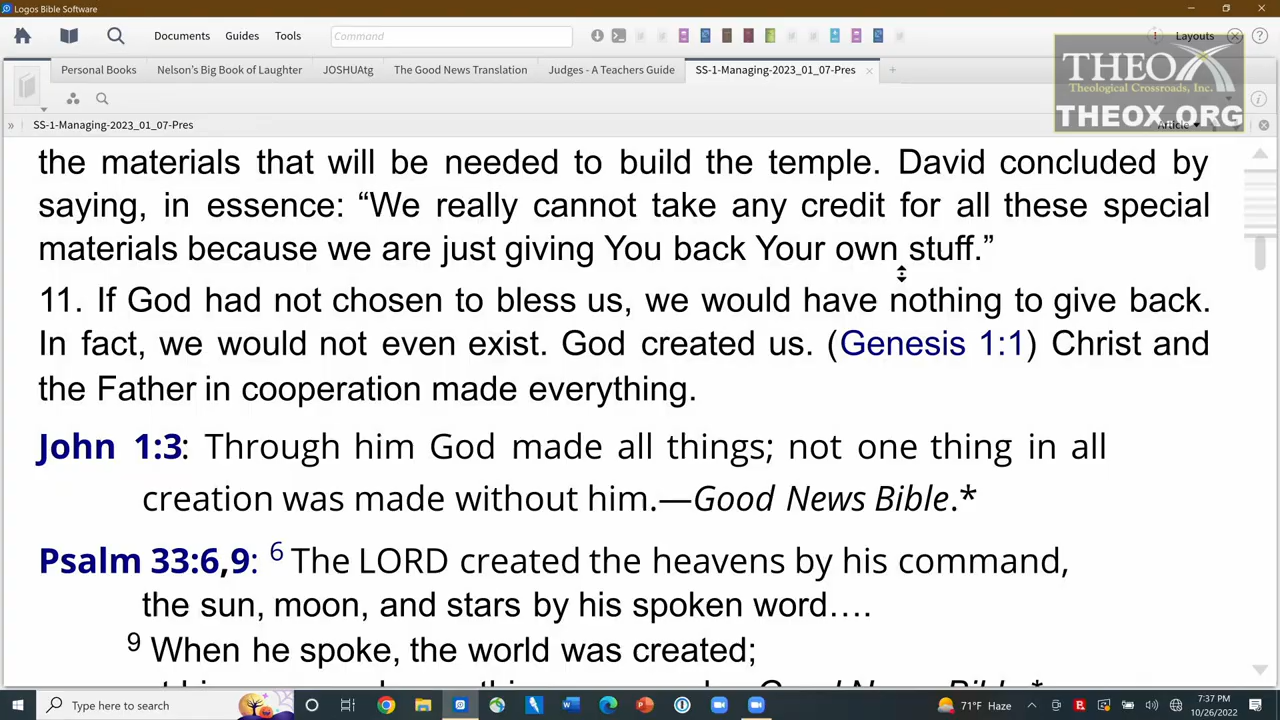 Logos Bible Software
Documents Guides Tools Command Layouts
Personal Books Nelson's Big Book of Laughter JOSHUAtg The Good News Translation Judges - A Teachers Guide SS-1-Managing-2023_01_07-Pres
THEOX
Theological Crossroads, Inc.
THEOX.ORG
SS-1-Managing-2023_01_07-Pres Article
the materials that will be needed to build the temple. David concluded by
saying, in essence: “We really cannot take any credit for all these special
materials because we are just giving You back Your own stuff.”
11. If God had not chosen to bless us, we would have nothing to give back.
In fact, we would not even exist. God created us. (Genesis 1:1) Christ and
the Father in cooperation made everything.
John 1:3: Through him God made all things; not one thing in all
creation was made without him.—Good News Bible.*
Psalm 33:6,9: 6 The LORD created the heavens by his command,
the sun, moon, and stars by his spoken word….
9 When he spoke, the world was created;
Good News Bible.*
Type here to search
71°F Haze
7:37 PM
10/26/2022